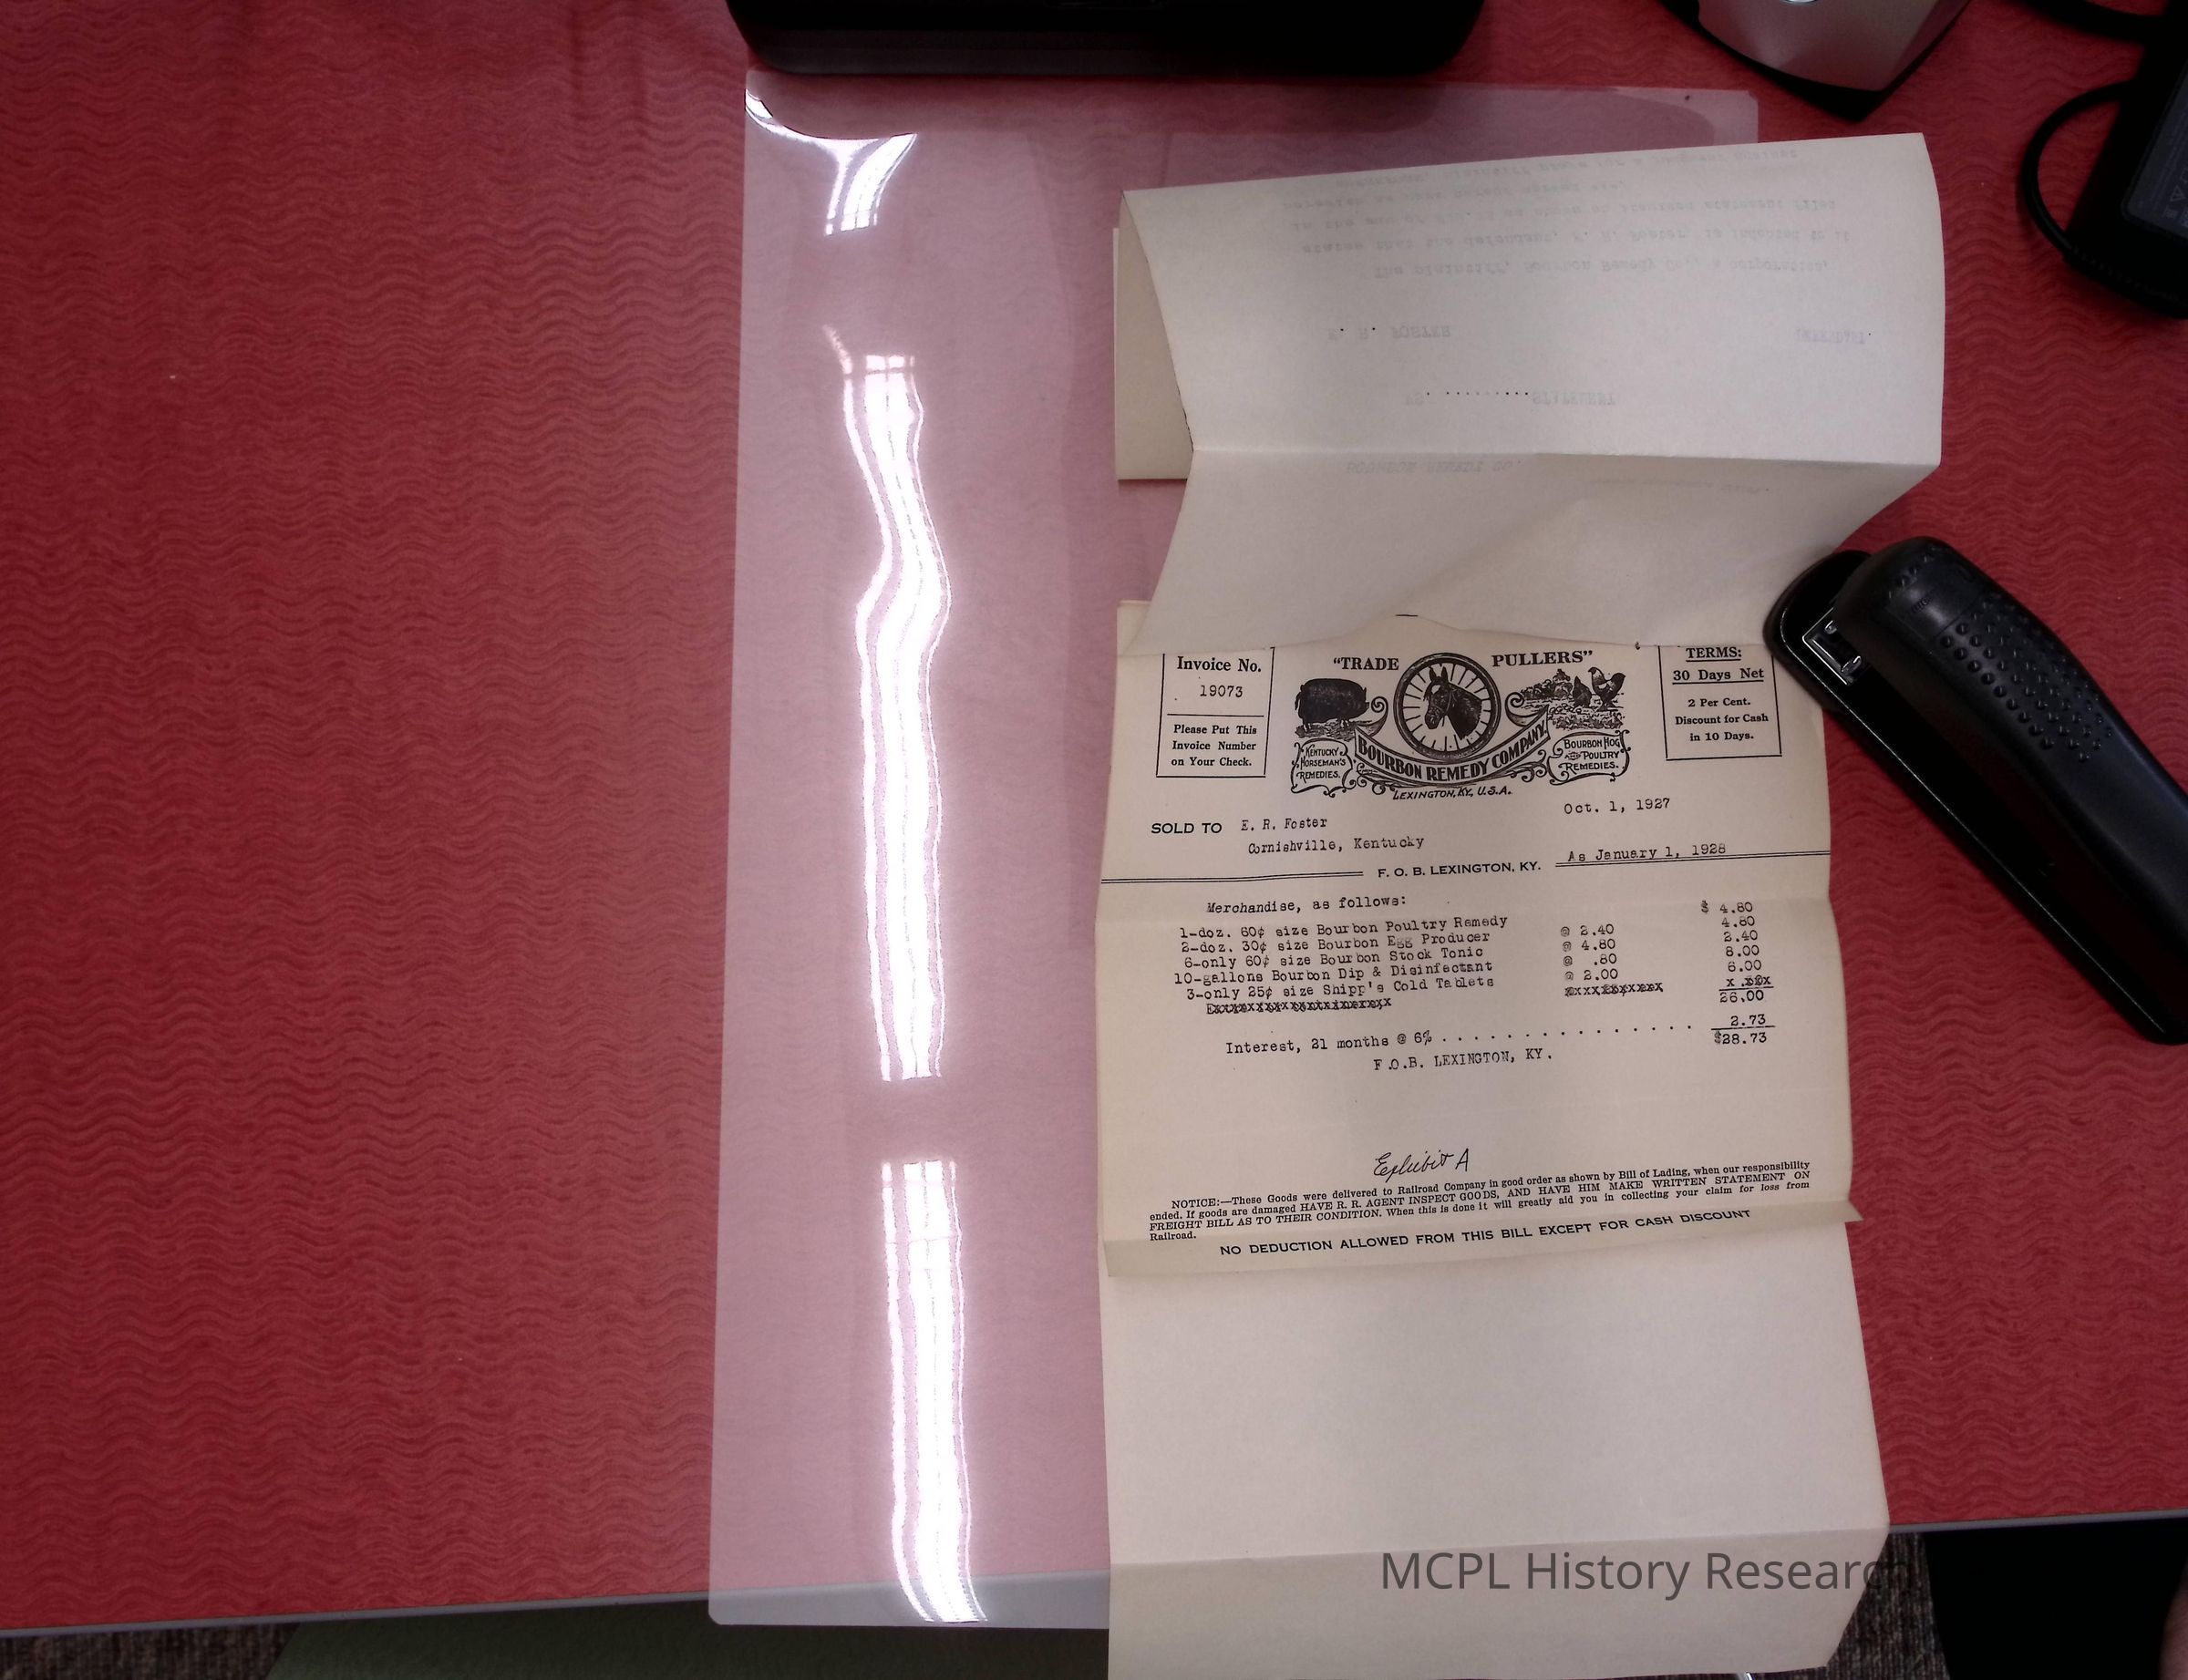 Invoice No.
19073
Please Put This
Invoice Number
on Your Check.
"TRADE PULLERS"
KENTUCKY
HORSEMAN'S
REMEDIES.
BOURBON REMEDY COMPANY
BOURBON HOG
AND POULTRY
REMEDIES.
LEXINGTON, KY, U.S.A.
TERMS:
30 Days Net
2 Per Cent.
Discount for Cash
in 10 Days.
Oct. 1, 1927
SOLD TO E. R. Foster
Cornishville, Kentucky
As January 1, 1928
F. O. B. LEXINGTON, KY.
Merchandise, as follows:
1-doz. 60¢ size Bourbon Poultry Remedy $ 4.80
2-doz. 30¢ size Bourbon Egg Producer @ 2.40 4.80
6-only 60¢ size Bourbon Stock Tonic @ 4.80 2.40
10-gallons Bourbon Dip & Disinfectant @ .80 8.00
3-only 25¢ size Shipp's Cold Tablets @ 2.00 6.00
26.00
Interest, 21 months @ 6% . . . . . . . . . . . . . . . . 2.73
$28.73
F.O.B. LEXINGTON, KY.
Exhibit A
NOTICE:—These Goods were delivered to Railroad Company in good order as shown by Bill of Lading, when our responsibility
ended. If goods are damaged HAVE R. R. AGENT INSPECT GOODS, AND HAVE HIM MAKE WRITTEN STATEMENT ON
FREIGHT BILL AS TO THEIR CONDITION. When this is done it will greatly aid you in collecting your claim for loss from
Railroad.
NO DEDUCTION ALLOWED FROM THIS BILL EXCEPT FOR CASH DISCOUNT
MCPL History Research